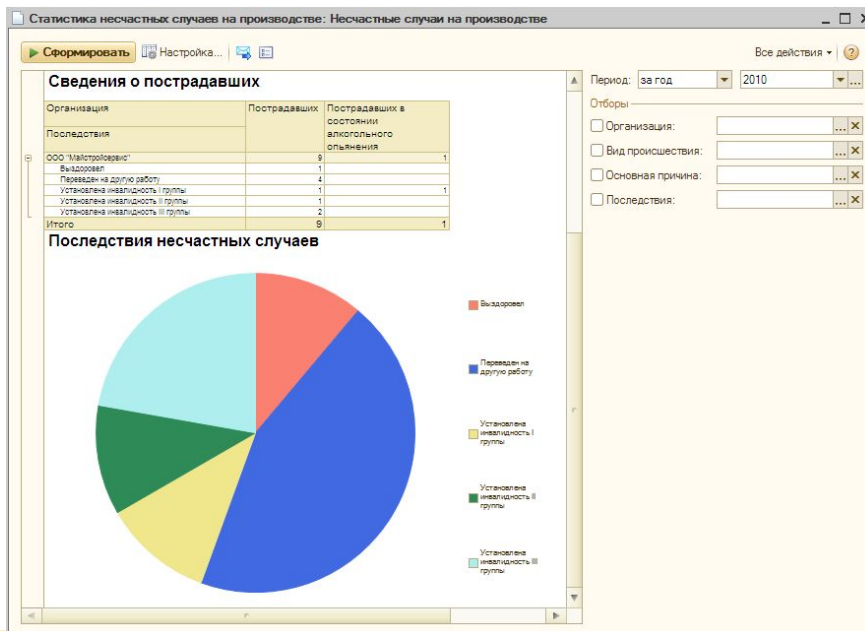 Статистика несчастных случаев на производстве: Несчастные случаи на производстве
Сформировать Настройка... Все действия
Сведения о пострадавших
Организация Пострадавших Пострадавших в состоянии алкогольного опьянения
Последствия
ООО "Майстройсервис" 9 1
Выздоровел 1
Переведен на другую работу 4
Установлена инвалидность I группы 1 1
Установлена инвалидность II группы 1
Установлена инвалидность III группы 2
Итого 9 1
Последствия несчастных случаев
Выздоровел
Переведен на
другую работу
Установлена
инвалидность I
группы
Установлена
инвалидность II
группы
Установлена
инвалидность III
группы
Период: за год 2010
Отборы
Организация:
Вид происшествия:
Основная причина:
Последствия: